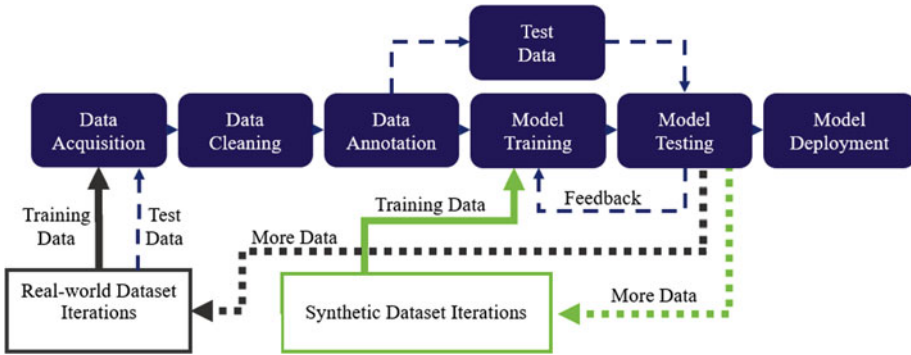 Test
Data
Data
Acquisition
Data
Cleaning
Data
Annotation
Model
Training
Model
Testing
Model
Deployment
Training
Data
Test
Data
Training Data
Feedback
More Data
Real-world Dataset
Iterations
Synthetic Dataset Iterations
More Data